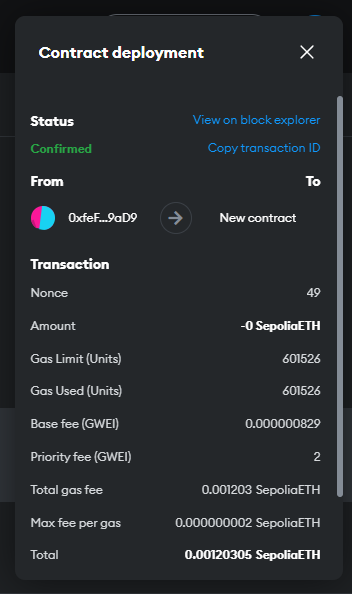 Contract deployment
Status View on block explorer
Confirmed Copy transaction ID
From To
0xfeF...9aD9 New contract
Transaction
Nonce 49
Amount -0 SepoliaETH
Gas Limit (Units) 601526
Gas Used (Units) 601526
Base fee (GWEI) 0.000000829
Priority fee (GWEI) 2
Total gas fee 0.001203 SepoliaETH
Max fee per gas 0.000000002 SepoliaETH
Total 0.00120305 SepoliaETH